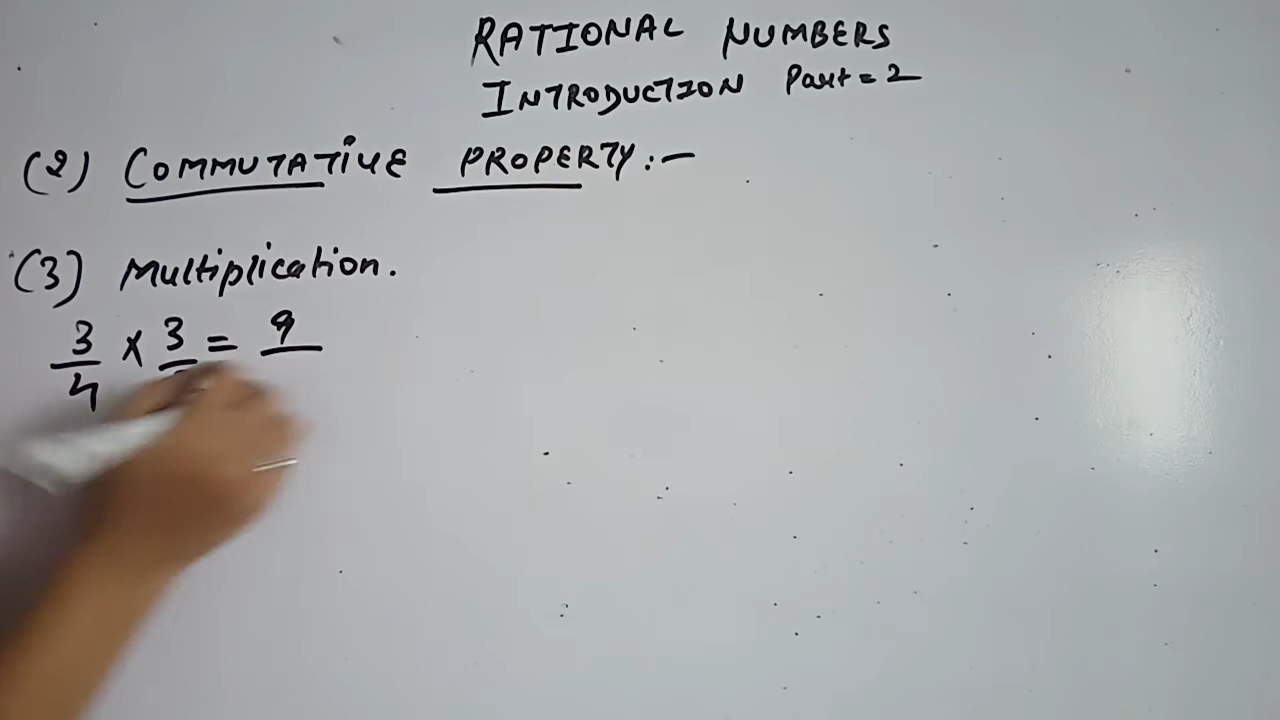 RATIONAL NUMBERS
INTRODUCTION Part = 2
(2) COMMUTATIVE PROPERTY :-
(3) Multiplication.
3/4 × 3/ = 9/